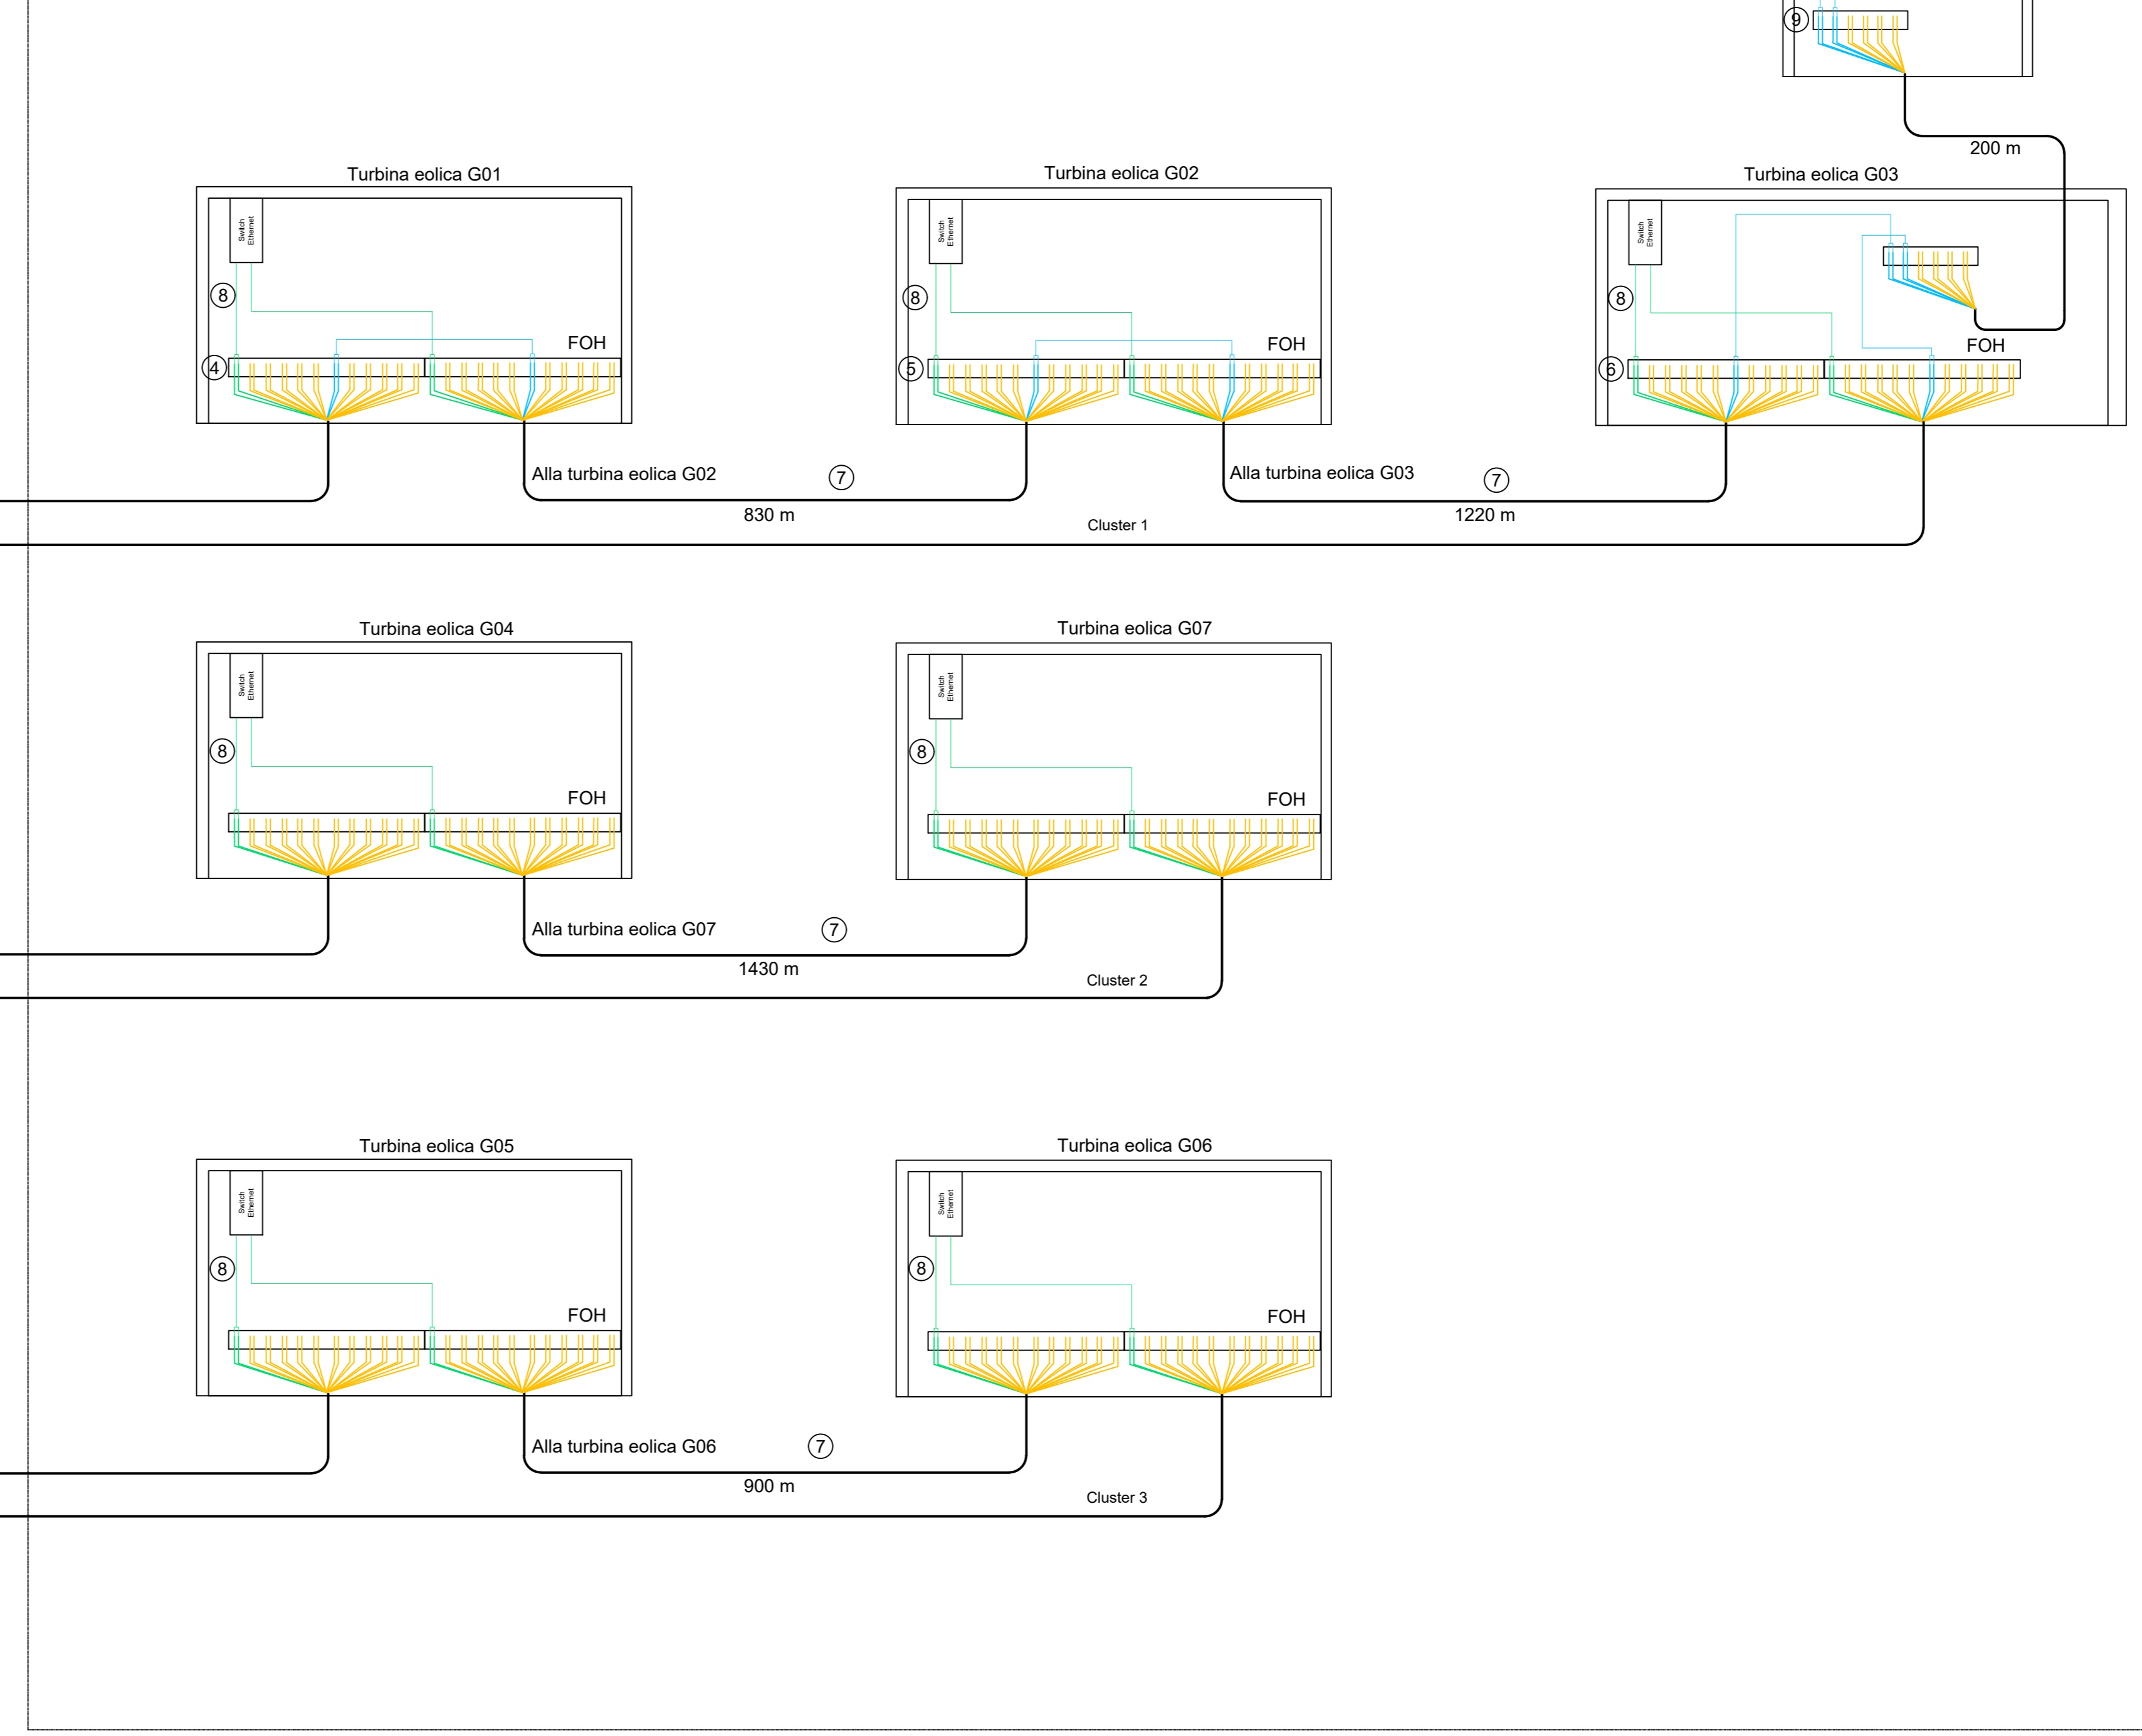 9
200 m
Turbina eolica G01
Turbina eolica G02
Turbina eolica G03
Switch
Ethernet
Switch
Ethernet
Switch
Ethernet
8
8
8
FOH
FOH
FOH
4
5
6
Alla turbina eolica G02
7
Alla turbina eolica G03
7
830 m
1220 m
Cluster 1
Turbina eolica G04
Turbina eolica G07
Switch
Ethernet
Switch
Ethernet
8
8
FOH
FOH
Alla turbina eolica G07
7
1430 m
Cluster 2
Turbina eolica G05
Turbina eolica G06
Switch
Ethernet
Switch
Ethernet
8
8
FOH
FOH
Alla turbina eolica G06
7
900 m
Cluster 3